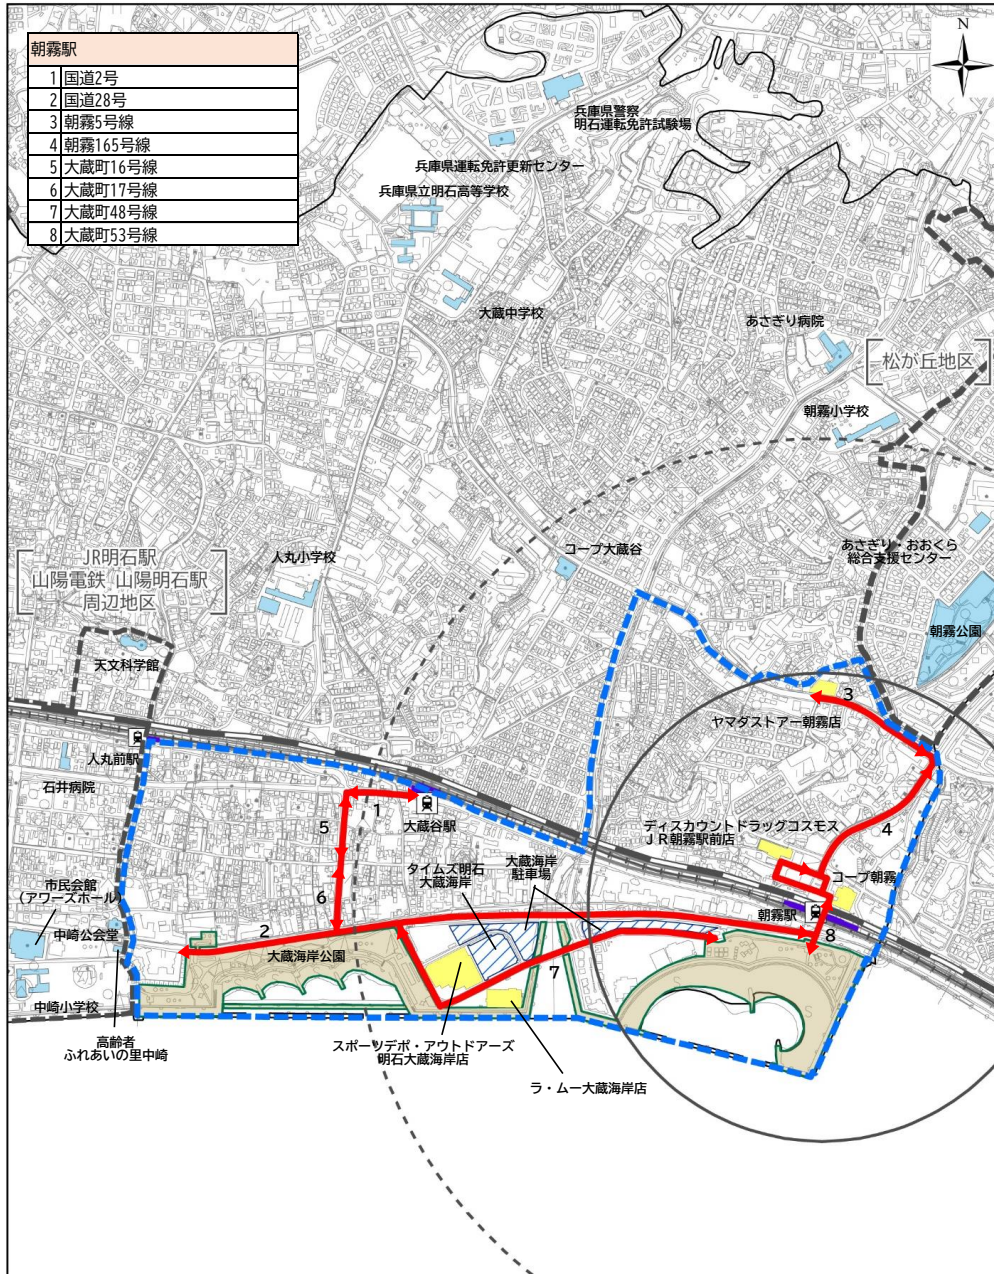 朝霧駅
1 国道2号
2 国道28号
3 朝霧5号線
4 朝霧165号線
5 大蔵町16号線
6 大蔵町17号線
7 大蔵町48号線
8 大蔵町53号線
N
兵庫県警察
明石運転免許試験場
兵庫県運転免許更新センター
兵庫県立明石高等学校
大蔵中学校
あさぎり病院
松が丘地区
朝霧小学校
コープ大蔵谷
あさぎり・おおくら
総合支援センター
人丸小学校
JR明石駅
山陽電鉄 山陽明石駅
周辺地区
朝霧公園
天文科学館
3
ヤマダストアー朝霧店
人丸前駅
石井病院
1
大蔵谷駅
5
4
ディスカウントドラッグコスモス
JR朝霧駅前店
タイムズ明石
大蔵海岸
大蔵海岸
駐車場
コープ朝霧
6
市民会館
(アワーズホール)
朝霧駅
8
中崎公会堂
2
大蔵海岸公園
7
中崎小学校
高齢者
ふれあいの里中崎
スポーツデポ・アウトドアーズ
明石大蔵海岸店
ラ・ムー大蔵海岸店